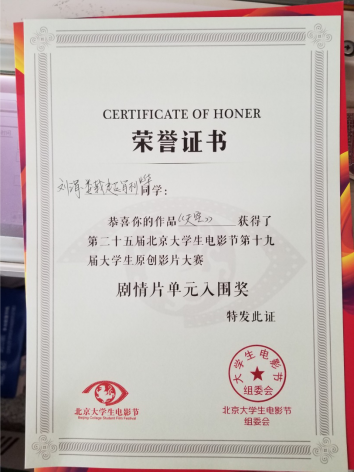 CERTIFICATE OF HONER
荣誉证书
同学：
恭喜你的作品《天堂》获得了
第二十五届北京大学生电影节第十九
届大学生原创影片大赛
剧情片单元入围奖
特发此证
北京大学生电影节
Beijing College Student Film Festival
大学生电影节
组委会
北京大学生电影节
组委会